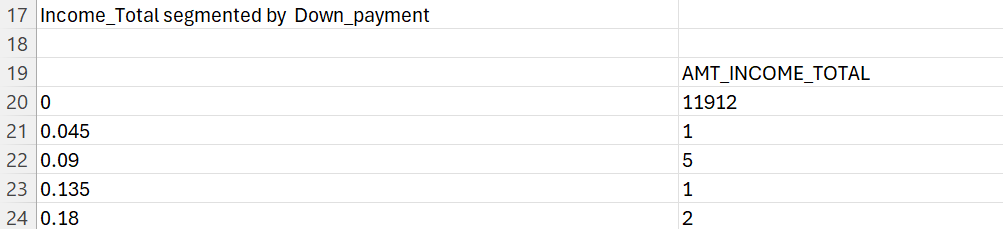 17 Income_Total segmented by  Down_payment
18
19 AMT_INCOME_TOTAL
20 0 11912
21 0.045 1
22 0.09 5
23 0.135 1
24 0.18 2